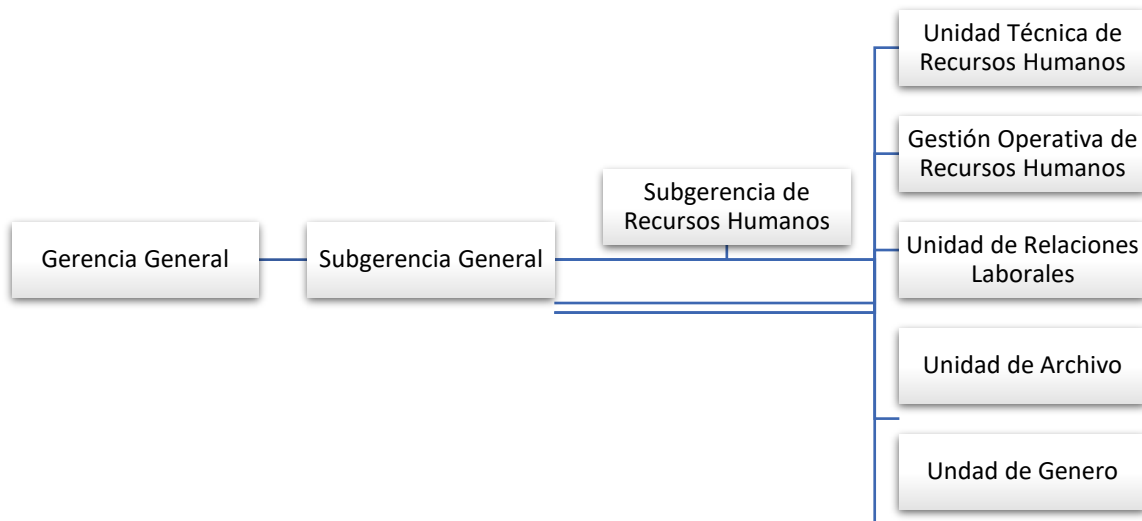 Gerencia General
Subgerencia General
Subgerencia de
Recursos Humanos
Unidad Técnica de
Recursos Humanos
Gestión Operativa de
Recursos Humanos
Unidad de Relaciones
Laborales
Unidad de Archivo
Undad de Genero